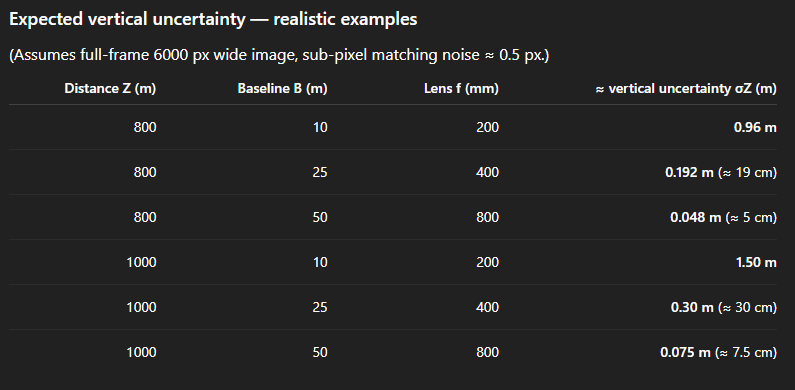 Expected vertical uncertainty — realistic examples
(Assumes full-frame 6000 px wide image, sub-pixel matching noise ≈ 0.5 px.)
Distance Z (m) Baseline B (m) Lens f (mm) ≈ vertical uncertainty σZ (m)
800 10 200 0.96 m
800 25 400 0.192 m (≈ 19 cm)
800 50 800 0.048 m (≈ 5 cm)
1000 10 200 1.50 m
1000 25 400 0.30 m (≈ 30 cm)
1000 50 800 0.075 m (≈ 7.5 cm)